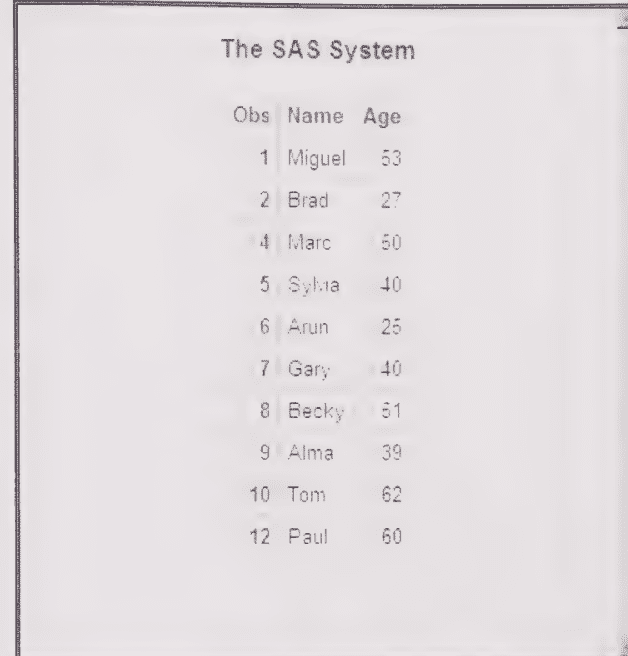 The SAS System
Obs Name Age
1 Miguel 53
2 Brad 27
4 Marc 50
5 Sylvia 40
6 Arun 25
7 Gary 40
8 Becky 51
9 Alma 39
10 Tom 62
12 Paul 60